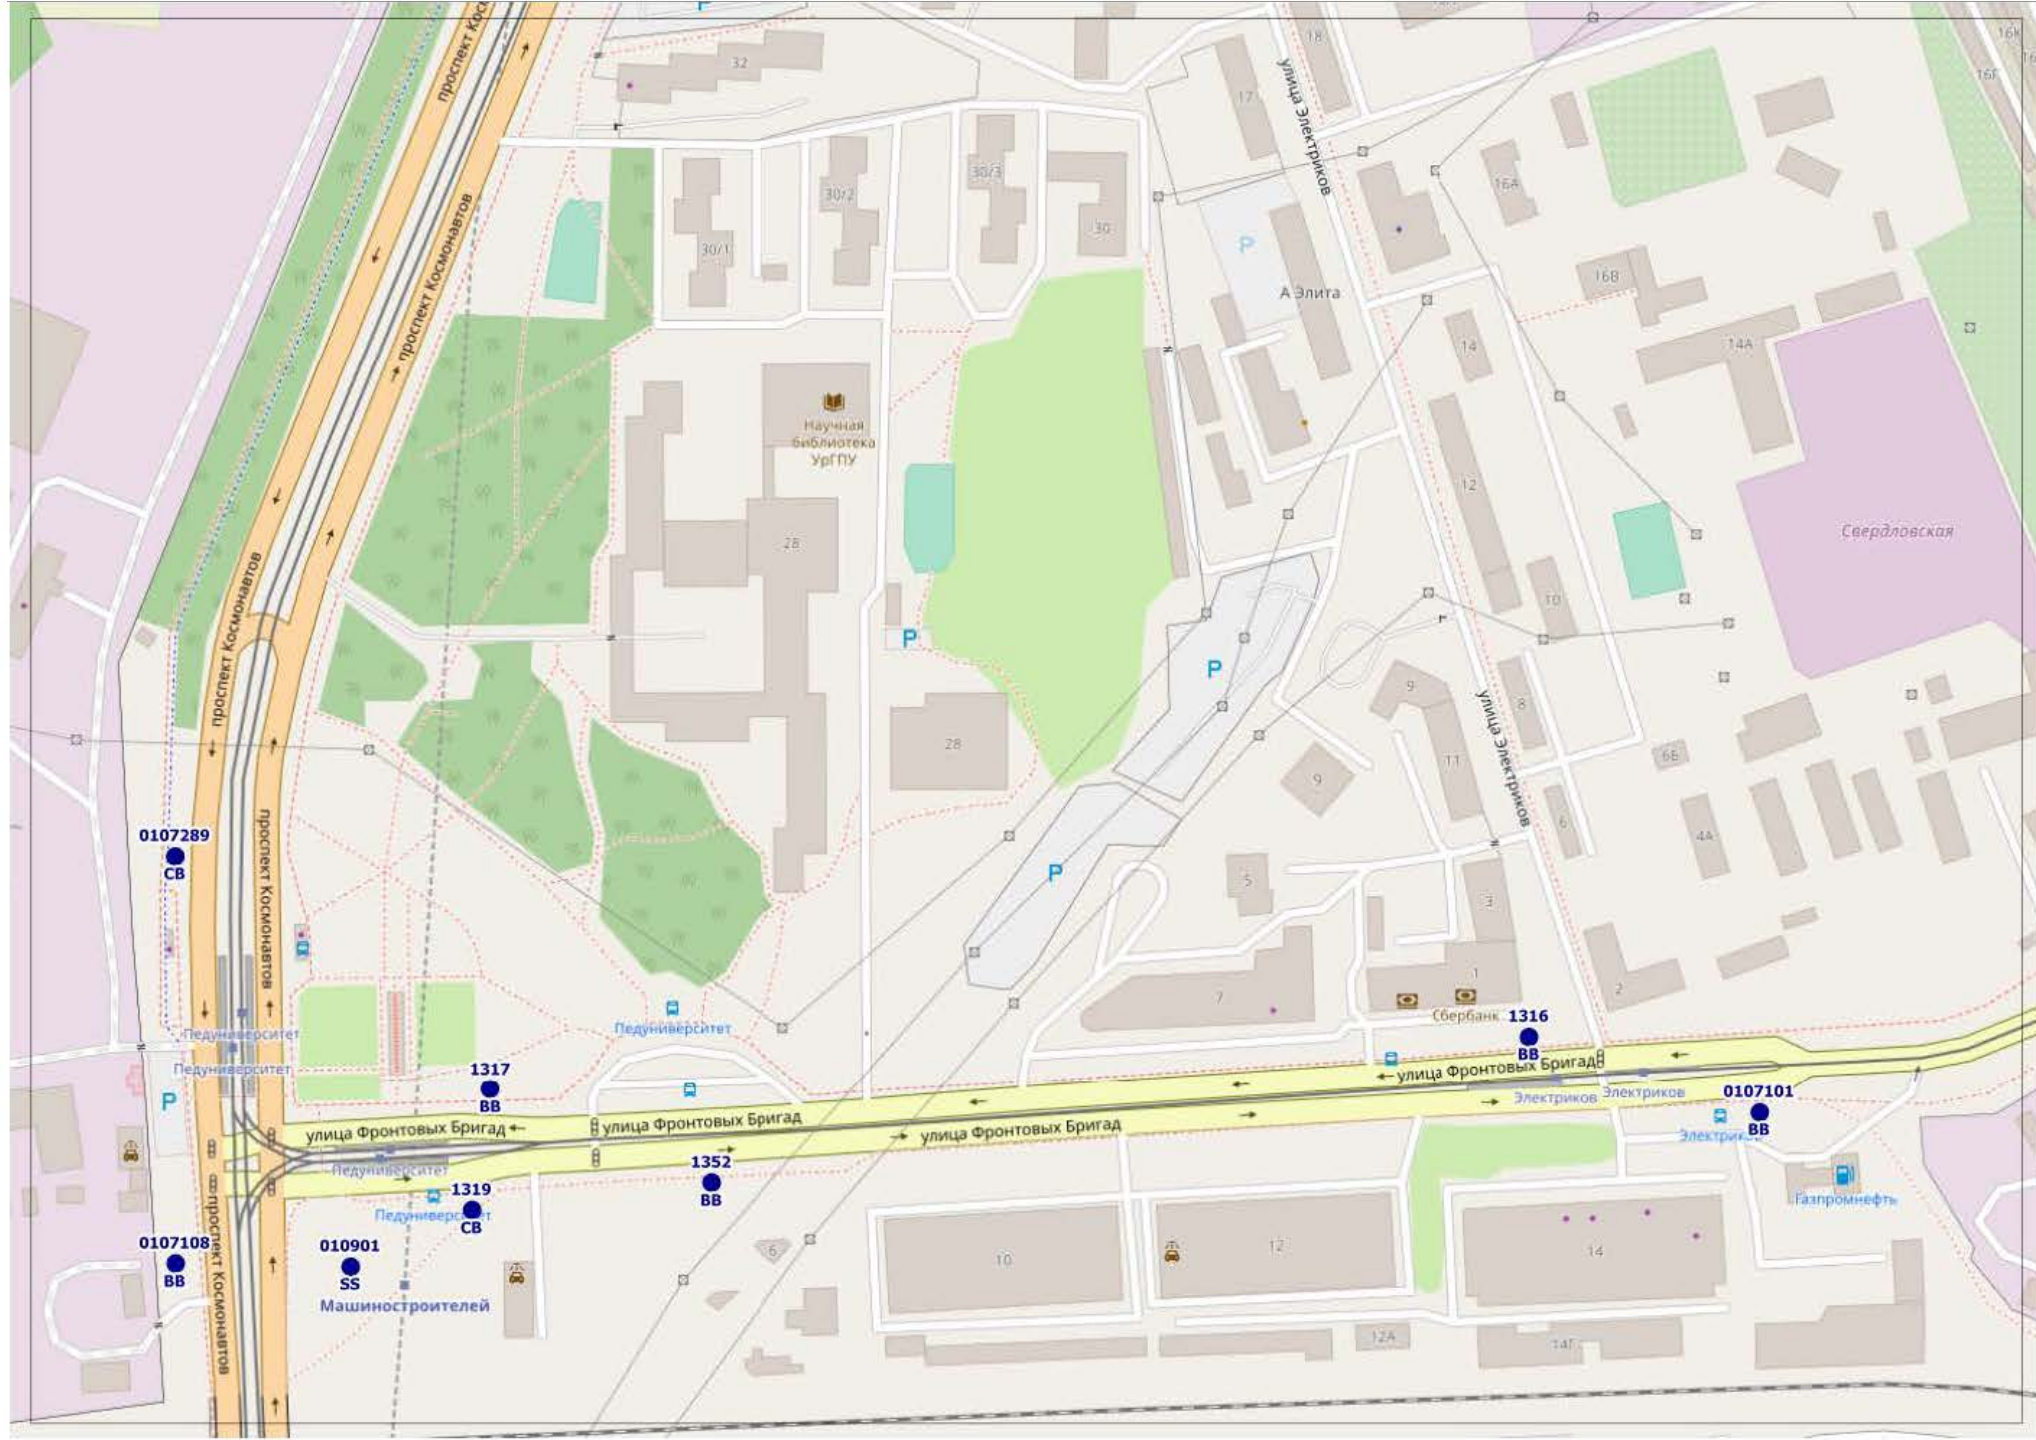 проспект Кос
P
32
18
17
улица Электриков
16К
16Г
16А
30/1
30/2
30/3
30
P
А Элита
16В
14
14А
проспект Космонавтов
Научная
библиотека
УрГПУ
12
28
Свердловская
10
проспект Космонавтов
P
P
9
8
улица Электриков
28
11
9
6Б
6
4А
0107289
СВ
проспект Космонавтов
P
5
3
1
7
2
Сбербанк
1316
ВВ
Педуниверситет
Педуниверситет
Педуниверситет
1317
ВВ
P
улица Фронтовых Бригад
Электриков
Электриков
0107101
ВВ
Электриков
улица Фронтовых Бригад
улица Фронтовых Бригад
улица Фронтовых Бригад
Педуниверситет
1352
ВВ
1319
СВ
Педуниверситет
Газпромнефть
0107108
ВВ
проспект Космонавтов
010901
SS
Машиностроителей
6
10
12
14
12А
14Г